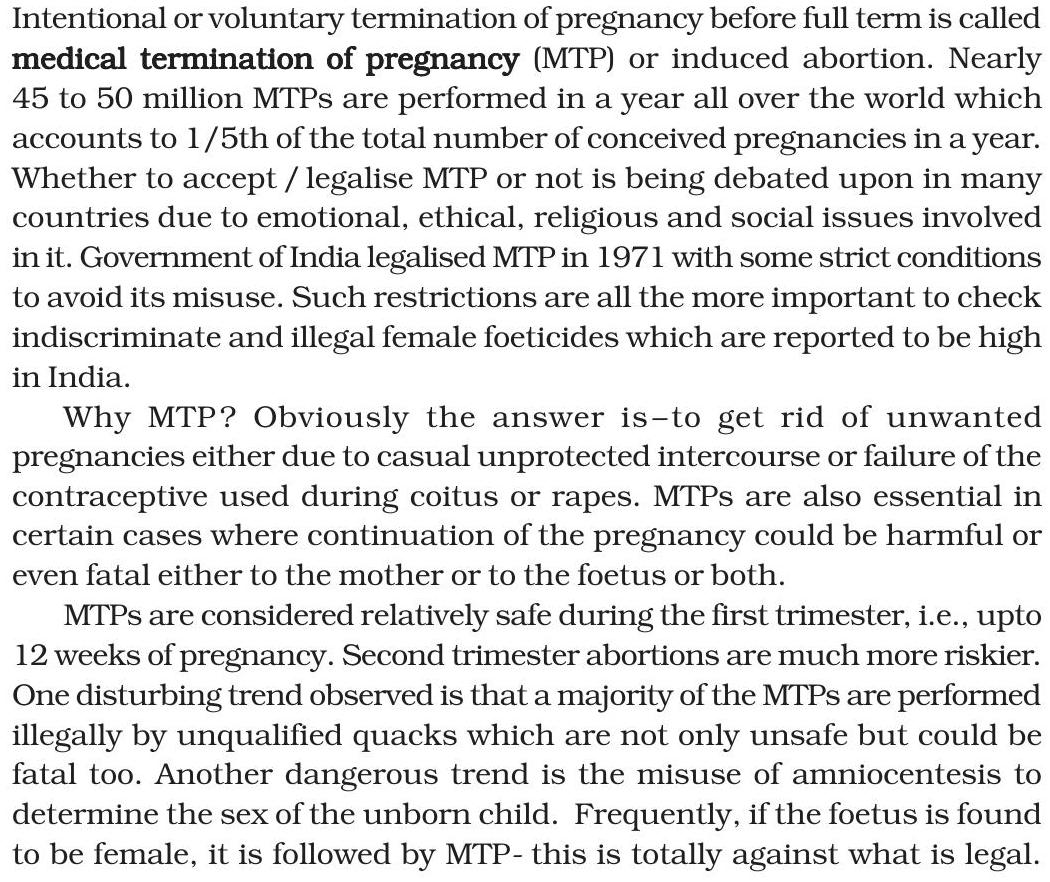 Intentional or voluntary termination of pregnancy before full term is called
medical termination of pregnancy (MTP) or induced abortion. Nearly
45 to 50 million MTPs are performed in a year all over the world which
accounts to 1/5th of the total number of conceived pregnancies in a year.
Whether to accept / legalise MTP or not is being debated upon in many
countries due to emotional, ethical, religious and social issues involved
in it. Government of India legalised MTP in 1971 with some strict conditions
to avoid its misuse. Such restrictions are all the more important to check
indiscriminate and illegal female foeticides which are reported to be high
in India.
Why MTP? Obviously the answer is–to get rid of unwanted
pregnancies either due to casual unprotected intercourse or failure of the
contraceptive used during coitus or rapes. MTPs are also essential in
certain cases where continuation of the pregnancy could be harmful or
even fatal either to the mother or to the foetus or both.
MTPs are considered relatively safe during the first trimester, i.e., upto
12 weeks of pregnancy. Second trimester abortions are much more riskier.
One disturbing trend observed is that a majority of the MTPs are performed
illegally by unqualified quacks which are not only unsafe but could be
fatal too. Another dangerous trend is the misuse of amniocentesis to
determine the sex of the unborn child. Frequently, if the foetus is found
to be female, it is followed by MTP- this is totally against what is legal.